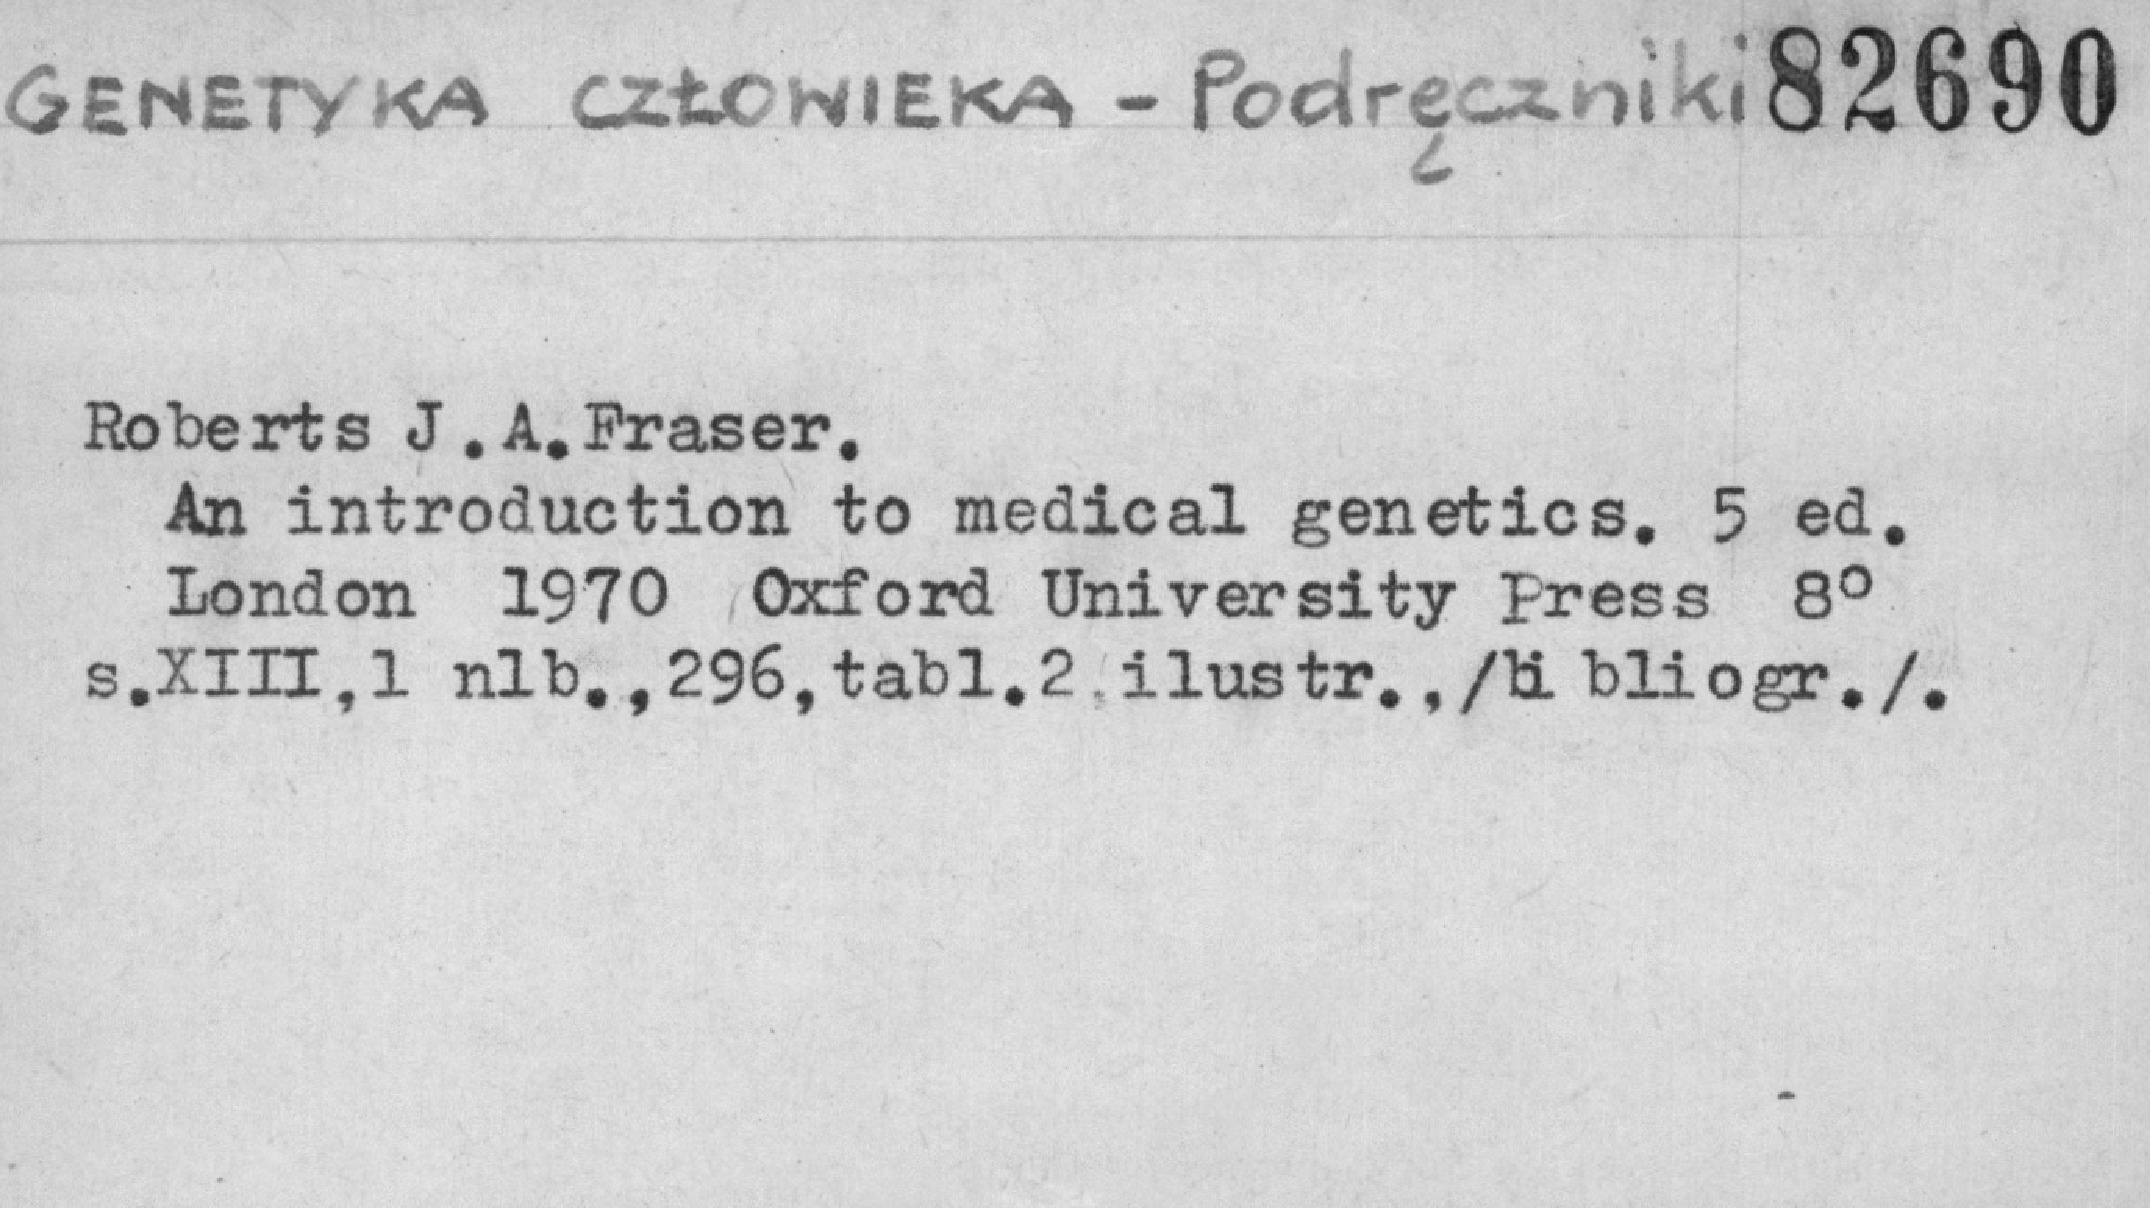 GENETYKA CZŁOWIEKA - Podręczniki 82690
Roberts J.A.Fraser.
An introduction to medical genetics. 5 ed.
London 1970 Oxford University Press 8º
s.XIII,1 nlb.,296,tabl.2 ilustr.,/bibliogr./.